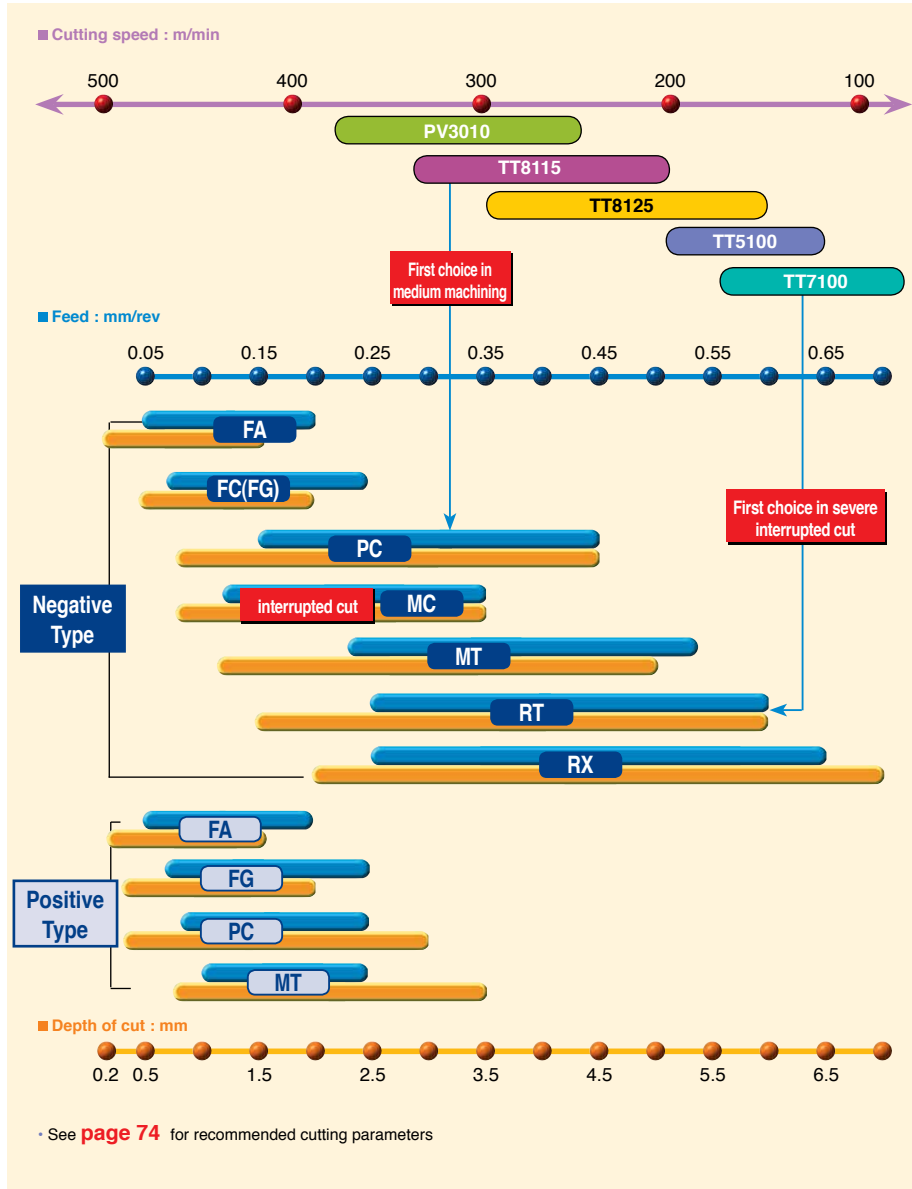 Cutting speed : m/min
500 400 300 200 100
PV3010
TT8115
TT8125
TT5100
TT7100
First choice in
medium machining
Feed : mm/rev
0.05 0.15 0.25 0.35 0.45 0.55 0.65
FA
FC(FG)
First choice in severe
interrupted cut
PC
Negative
Type
interrupted cut MC
MT
RT
RX
FA
FG
Positive
Type
PC
MT
Depth of cut : mm
0.2 0.5 1.5 2.5 3.5 4.5 5.5 6.5
• See page 74 for recommended cutting parameters